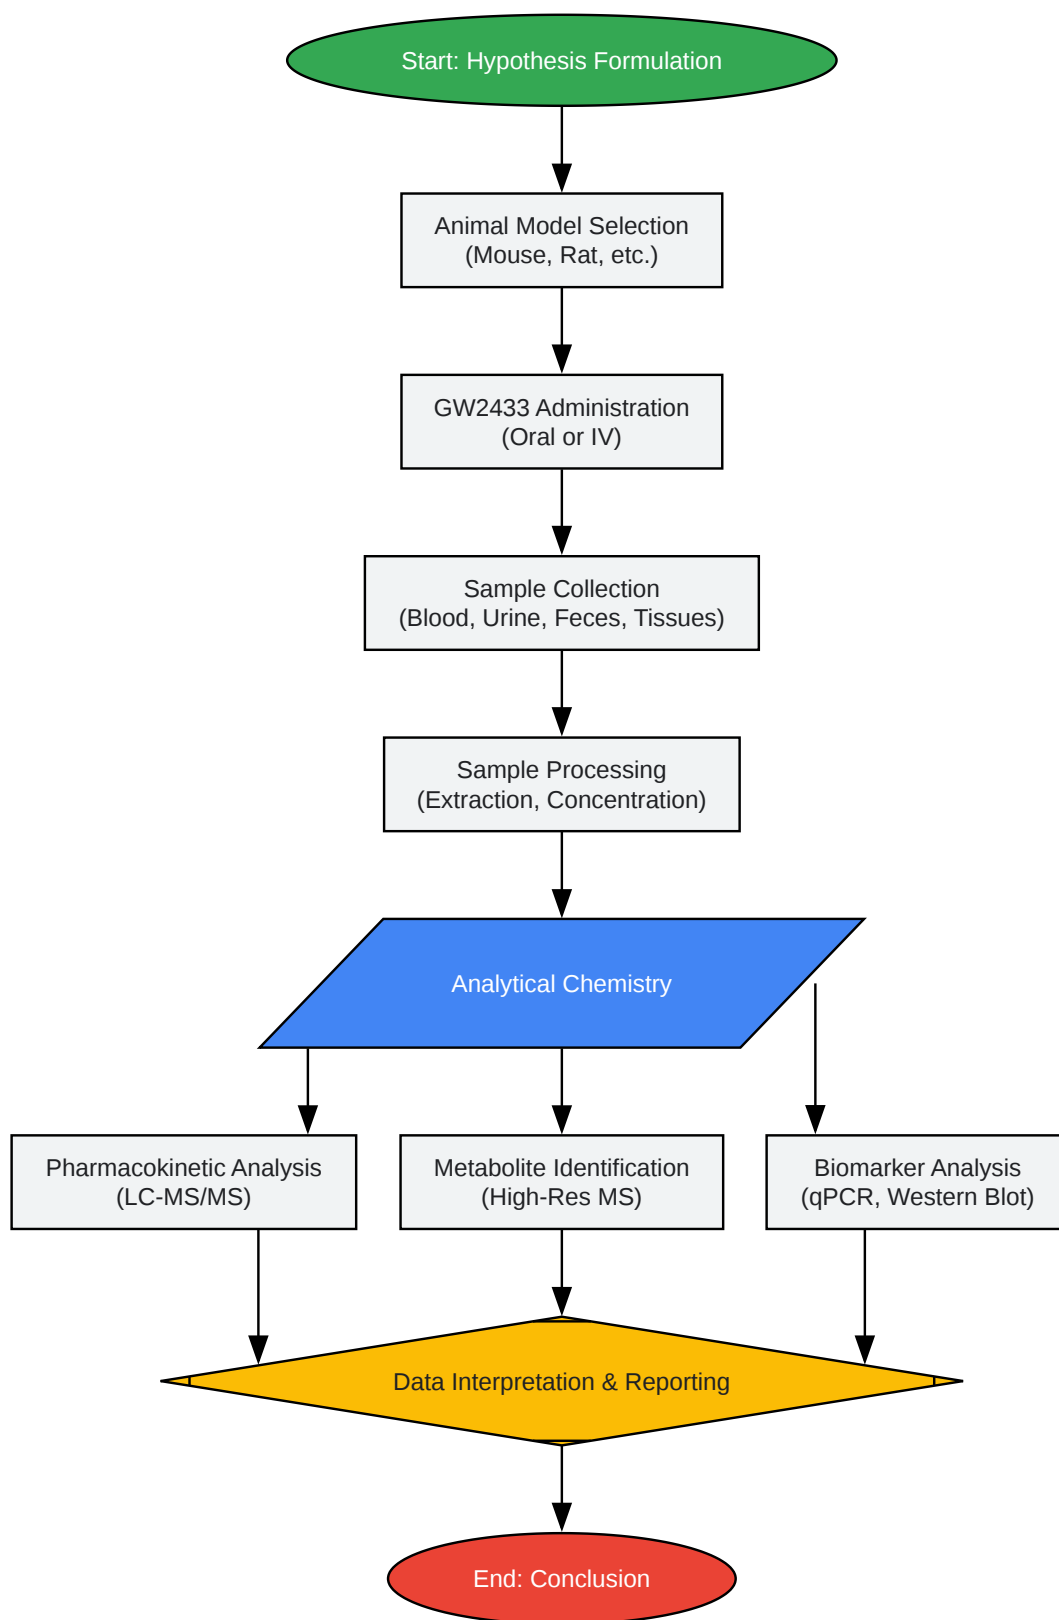 Start: Hypothesis Formulation
Animal Model Selection
(Mouse, Rat, etc.)
GW2433 Administration
(Oral or IV)
Sample Collection
(Blood, Urine, Feces, Tissues)
Sample Processing
(Extraction, Concentration)
Analytical Chemistry
Pharmacokinetic Analysis
(LC-MS/MS)
Metabolite Identification
(High-Res MS)
Biomarker Analysis
(qPCR, Western Blot)
Data Interpretation & Reporting
End: Conclusion